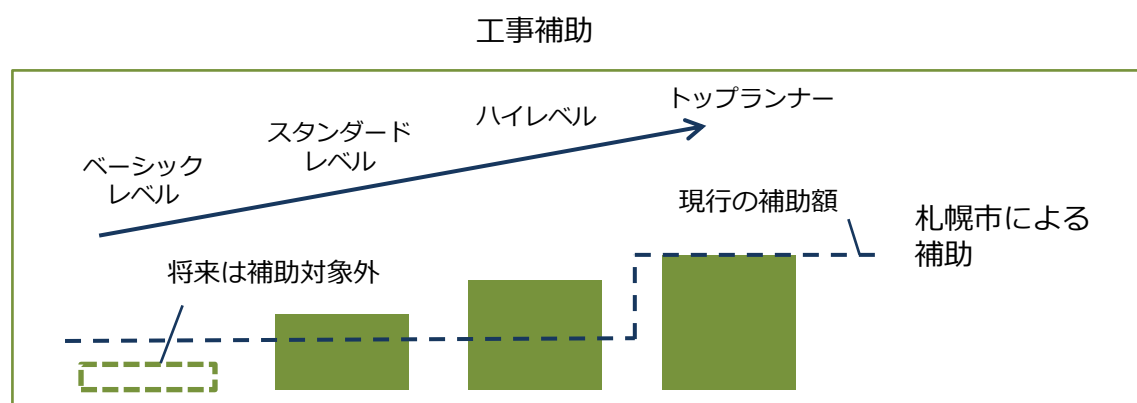 工事補助
トップランナー
ハイレベル
スタンダード
レベル
ベーシック
レベル
現行の補助額
札幌市による
補助
将来は補助対象外